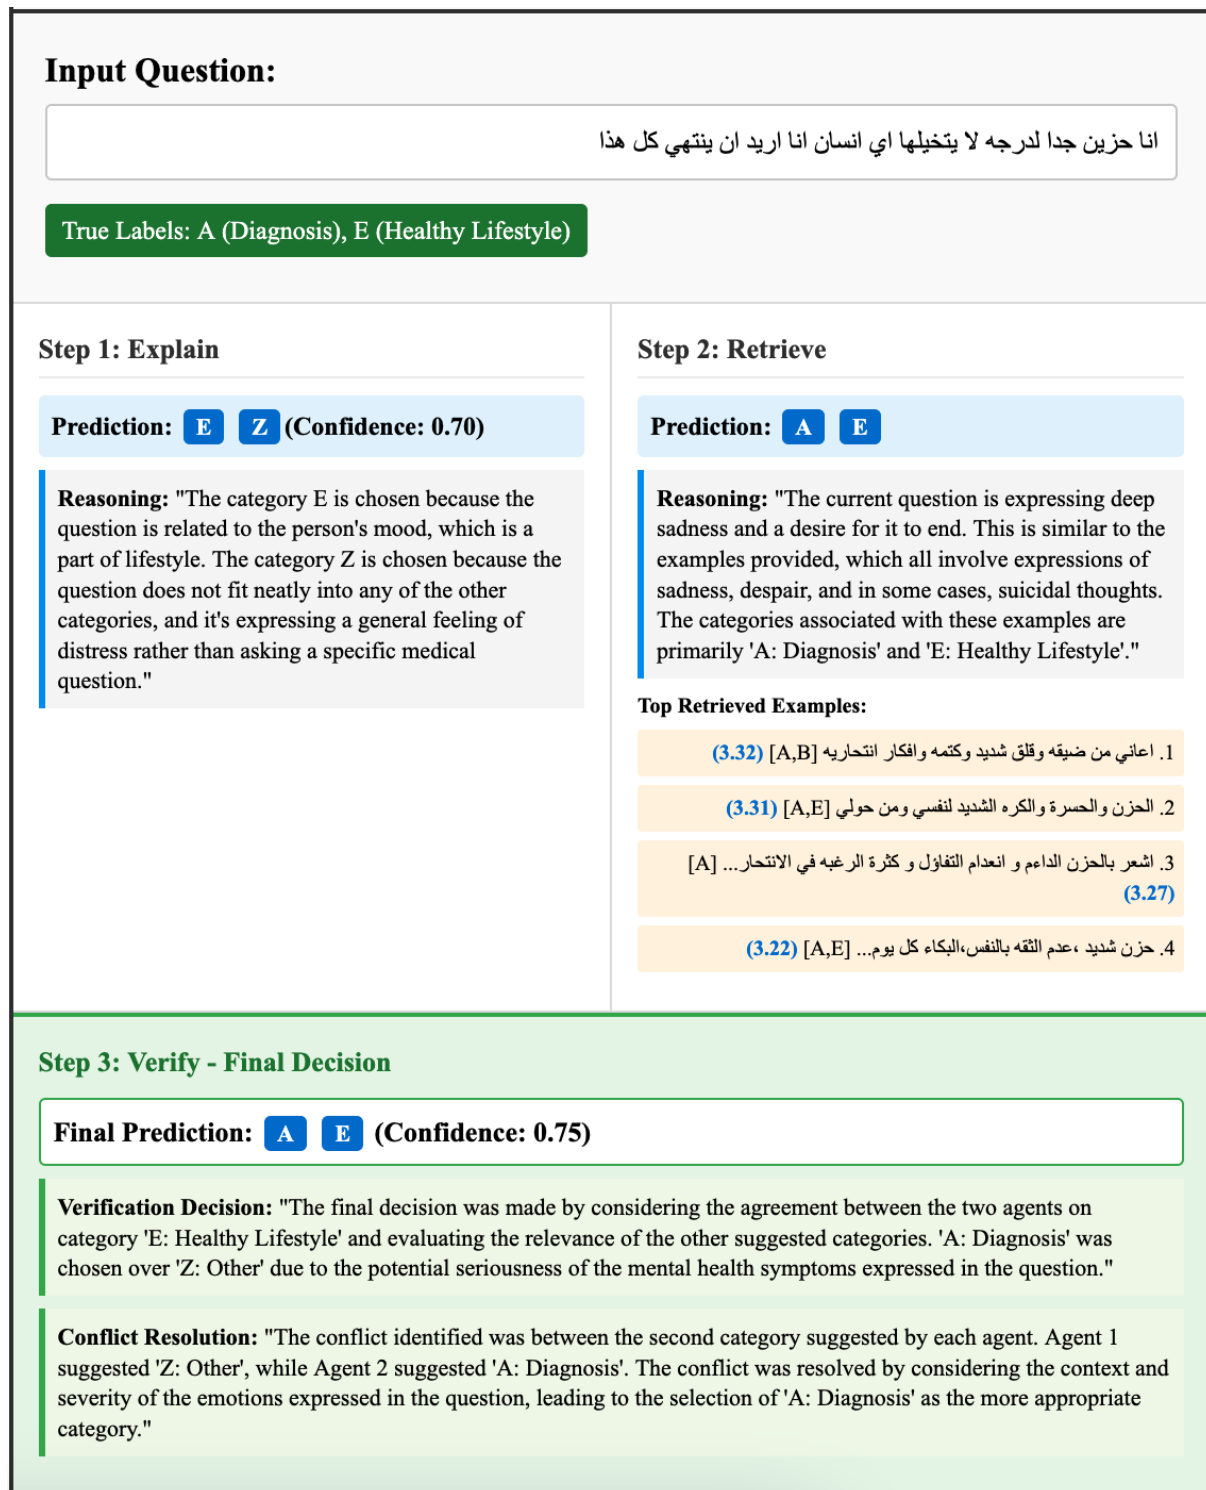 Input Question:
انا حزين جدا لدرجه لا يتخيلها اي انسان انا اريد ان ينتهي كل هذا
True Labels: A (Diagnosis), E (Healthy Lifestyle)
Step 1: Explain
Prediction: E Z (Confidence: 0.70)
Reasoning: "The category E is chosen because the
question is related to the person's mood, which is a
part of lifestyle. The category Z is chosen because the
question does not fit neatly into any of the other
categories, and it's expressing a general feeling of
distress rather than asking a specific medical
question."
Step 2: Retrieve
Prediction: A E
Reasoning: "The current question is expressing deep
sadness and a desire for it to end. This is similar to the
examples provided, which all involve expressions of
sadness, despair, and in some cases, suicidal thoughts.
The categories associated with these examples are
primarily 'A: Diagnosis' and 'E: Healthy Lifestyle'."
Top Retrieved Examples:
1. اعاني من ضيقه وقلق شديد وكتمه وافكار انتحاريه [A,B] (3.32)
2. الحزن والحسرة والكره الشديد لنفسي ومن حولي [A,E] (3.31)
3. اشعر بالحزن الداءم و انعدام التفاؤل و كثرة الرغبه في الانتحار... [A]
(3.27)
4. حزن شديد ،عدم الثقه بالنفس،البكاء كل يوم... [A,E] (3.22)
Step 3: Verify - Final Decision
Final Prediction: A E (Confidence: 0.75)
Verification Decision: "The final decision was made by considering the agreement between the two agents on
category 'E: Healthy Lifestyle' and evaluating the relevance of the other suggested categories. 'A: Diagnosis' was
chosen over 'Z: Other' due to the potential seriousness of the mental health symptoms expressed in the question."
Conflict Resolution: "The conflict identified was between the second category suggested by each agent. Agent 1
suggested 'Z: Other', while Agent 2 suggested 'A: Diagnosis'. The conflict was resolved by considering the context and
severity of the emotions expressed in the question, leading to the selection of 'A: Diagnosis' as the more appropriate
category."